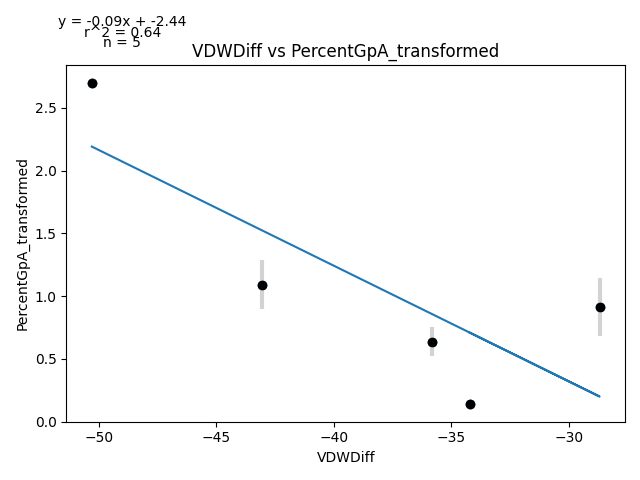 y = -0.09x + -2.44
r^2 = 0.64
n = 5
VDWDiff vs PercentGpA_transformed
PercentGpA_transformed
2.5
2.0
1.5
1.0
0.5
0.0
−50
−45
−40
−35
−30
VDWDiff